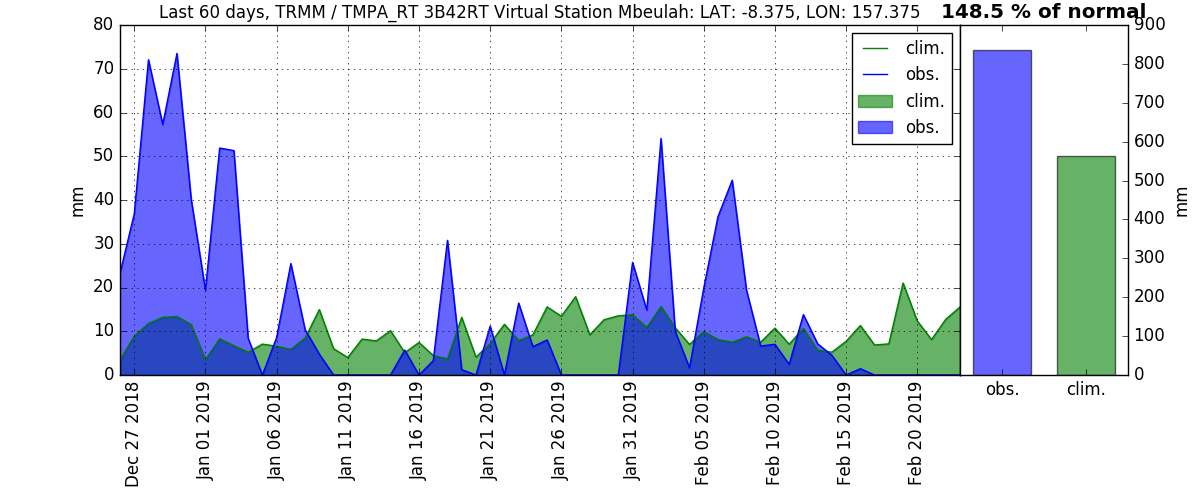 Last 60 days, TRMM / TMPA_RT 3B42RT Virtual Station Mbeulah: LAT: -8.375, LON: 157.375
148.5 % of normal
80
70
60
50
40
30
20
10
0
mm
clim.
obs.
clim.
obs.
Dec 27 2018
Jan 01 2019
Jan 06 2019
Jan 11 2019
Jan 16 2019
Jan 21 2019
Jan 26 2019
Jan 31 2019
Feb 05 2019
Feb 10 2019
Feb 15 2019
Feb 20 2019
900
800
700
600
500
400
300
200
100
0
mm
obs.
clim.